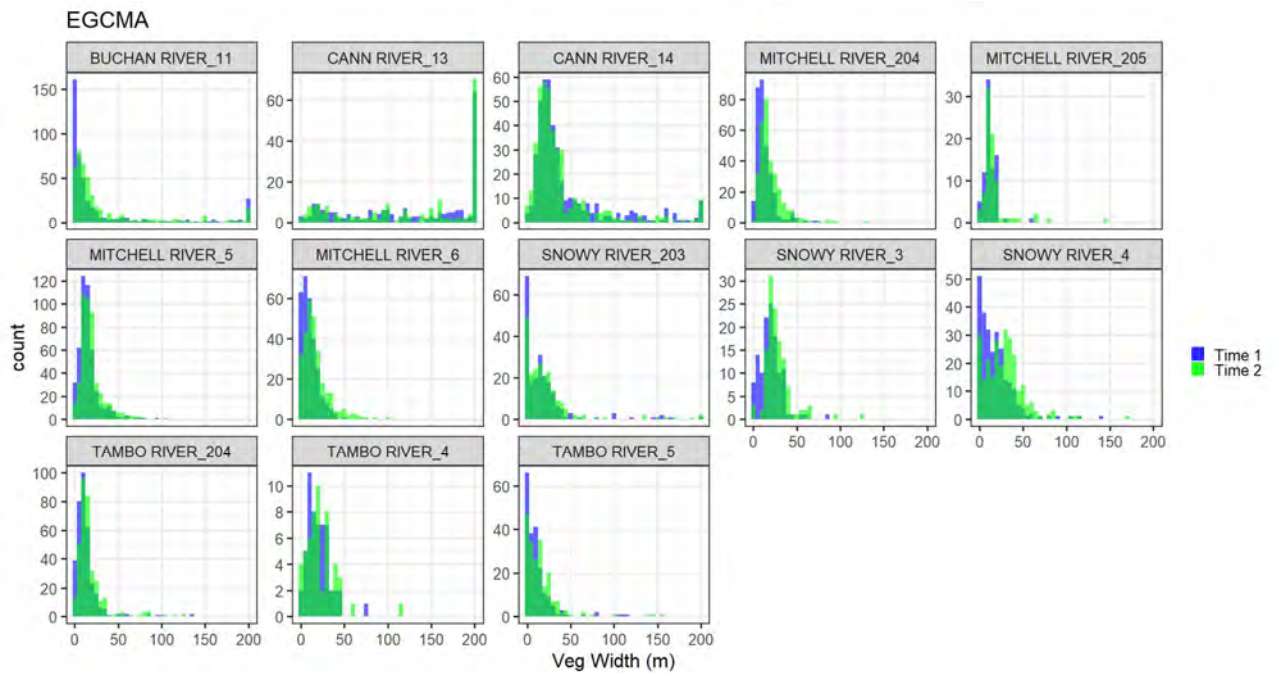 EGCMA
BUCHAN RIVER_11
CANN RIVER_13
CANN RIVER_14
MITCHELL RIVER_204
MITCHELL RIVER_205
150
100
50
0
60
40
20
0
60
50
40
30
20
10
0
80
60
40
20
0
30
20
10
0
MITCHELL RIVER_5
MITCHELL RIVER_6
SNOWY RIVER_203
SNOWY RIVER_3
SNOWY RIVER_4
120
100
80
60
40
20
0
60
40
20
0
60
40
20
0
30
25
20
15
10
5
0
50
40
30
20
10
0
0 50 100 150 200
0 50 100 150 200
count
Time 1
Time 2
TAMBO RIVER_204
TAMBO RIVER_4
TAMBO RIVER_5
100
80
60
40
20
0
10
8
6
4
2
0
60
40
20
0
0 50 100 150 200
0 50 100 150 200
0 50 100 150 200
Veg Width (m)